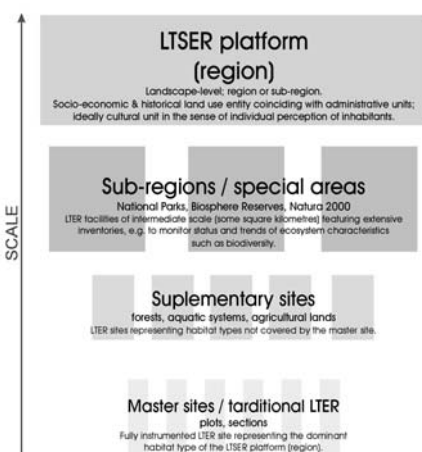 LTSER platform
(region)
Landscape-level; region or sub-region.
Socio-economic & historical land use entity coinciding with administrative units;
ideally cultural unit in the sense of individual perception of inhabitants.
Sub-regions / special areas
National Parks, Biosphere Reserves, Natura 2000
LTER facilities of intermediate scale (some square kilometres) featuring extensive
inventories, e.g. to monitor status and trends of ecosystem characteristics
such as biodiversity.
SCALE
Suplementary sites
forests, aquatic systems, agricultural lands
LTER sites representing habitat types not covered by the master site.
Master sites / tarditional LTER
plots, sections
Fully instrumented LTER site representing the dominant
habitat type of the LTSER platform (region).